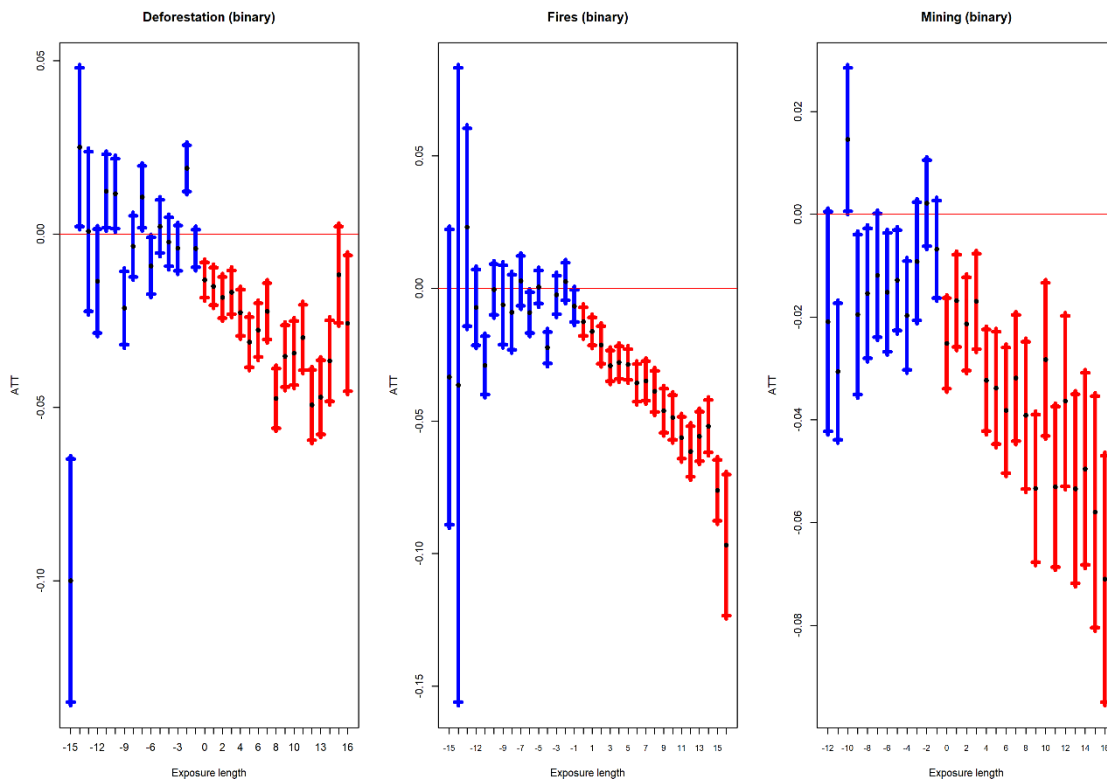 Deforestation (binary)
ATT
0.05
0.00
-0.05
-0.10
-15 -12 -9 -6 -3 0 2 4 6 8 10 13 16
Exposure length
Fires (binary)
ATT
0.05
0.00
-0.05
-0.10
-0.15
-15 -12 -9 -7 -5 -3 -1 1 3 5 7 9 11 13 15
Exposure length
Mining (binary)
ATT
0.02
0.00
-0.02
-0.04
-0.06
-0.08
-12 -10 -8 -6 -4 -2 0 2 4 6 8 10 12 14 16
Exposure length